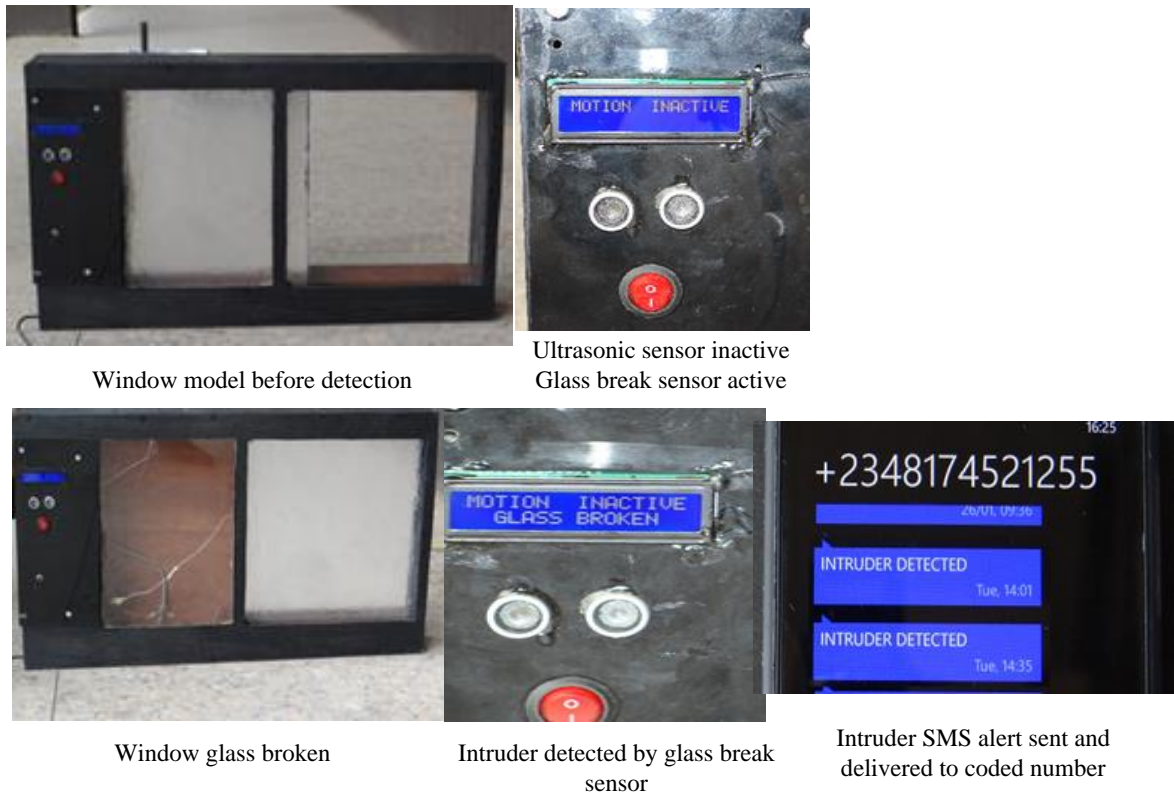 MOTION INACTIVE
O
I
Window model before detection
Ultrasonic sensor inactive
Glass break sensor active
MOTION INACTIVE
GLASS BROKEN
O
I
16:25
+2348174521255
26/01, 09:36
INTRUDER DETECTED
Tue, 14:01
INTRUDER DETECTED
Tue, 14:35
Window glass broken
Intruder detected by glass break
sensor
Intruder SMS alert sent and
delivered to coded number